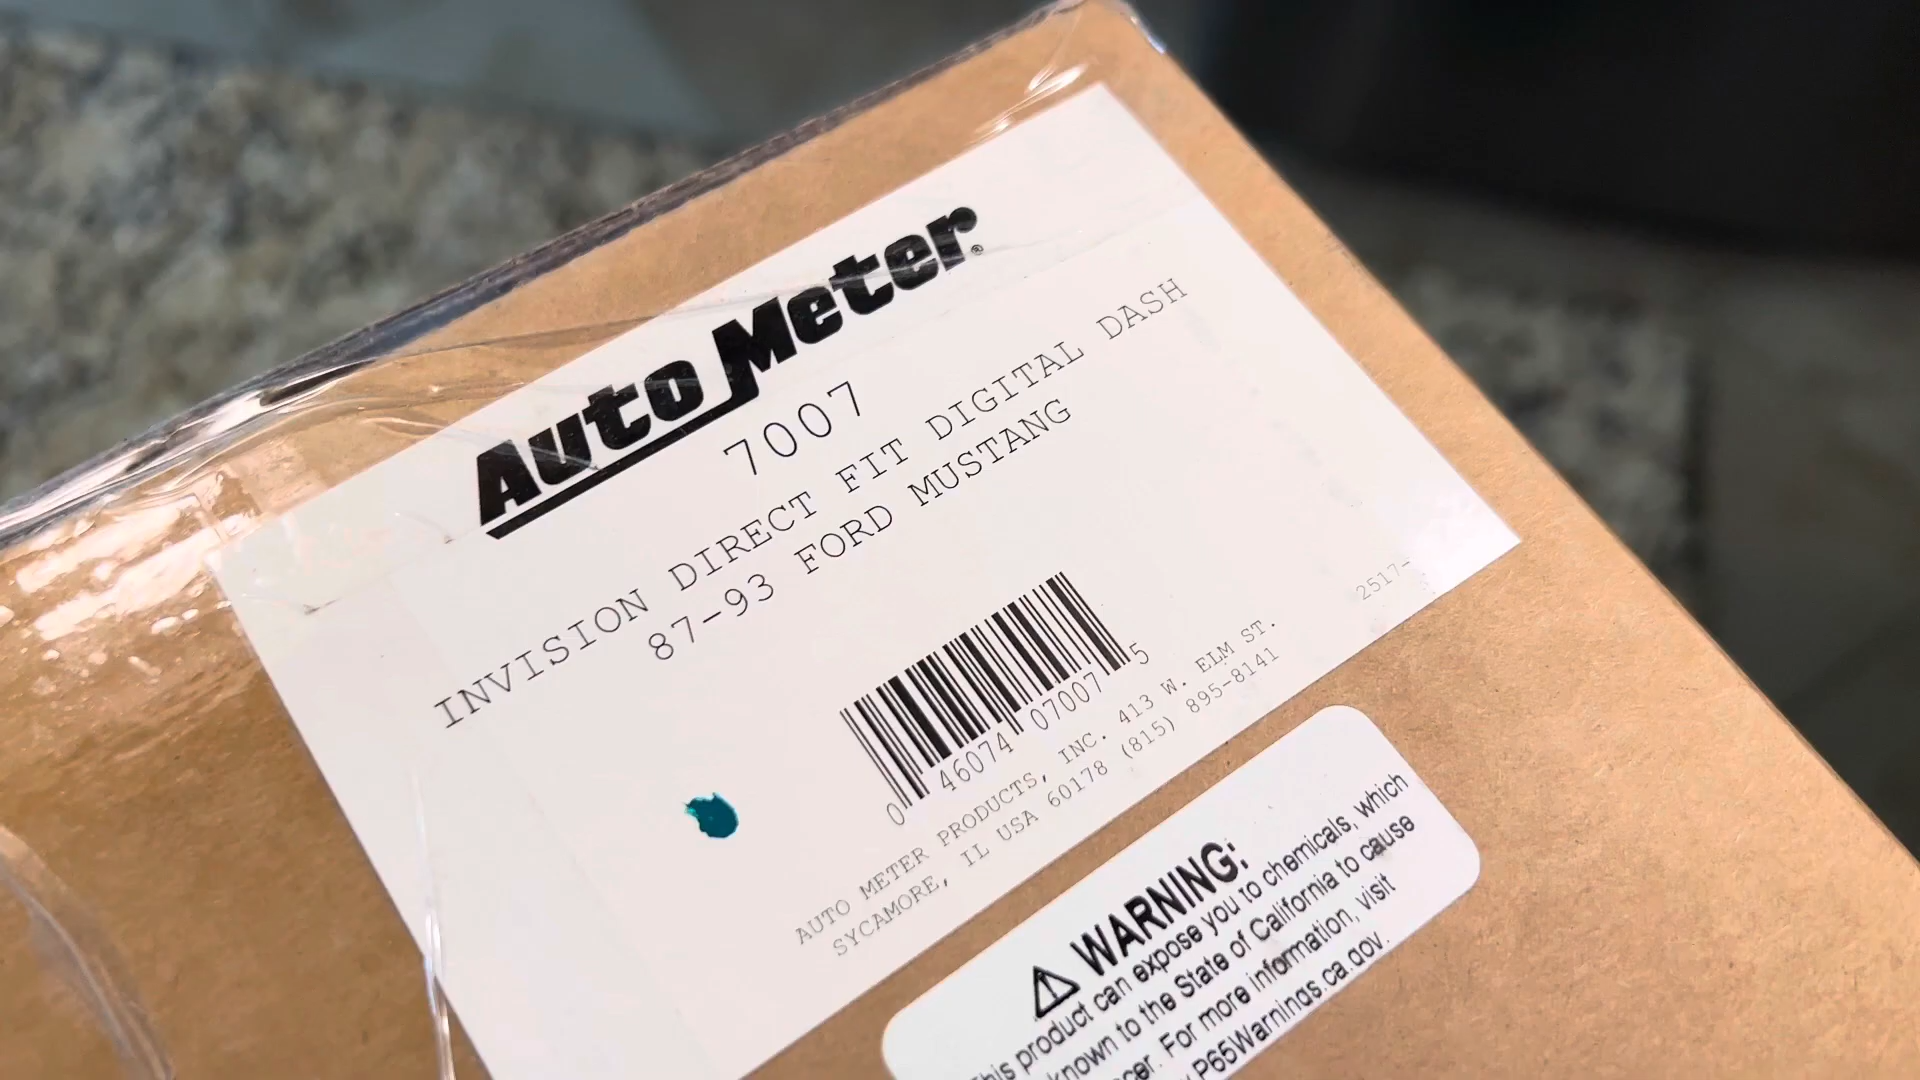 Auto Meter®
7007
INVISION DIRECT FIT DIGITAL DASH
87-93 FORD MUSTANG
0 46074 07007 5
AUTO METER PRODUCTS, INC. 413 W. ELM ST.
SYCAMORE, IL USA 60178 (815) 895-8141
2517-
⚠ WARNING:
This product can expose you to chemicals, which
known to the State of California to cause
For more information, visit
P65Warnings.ca.gov.